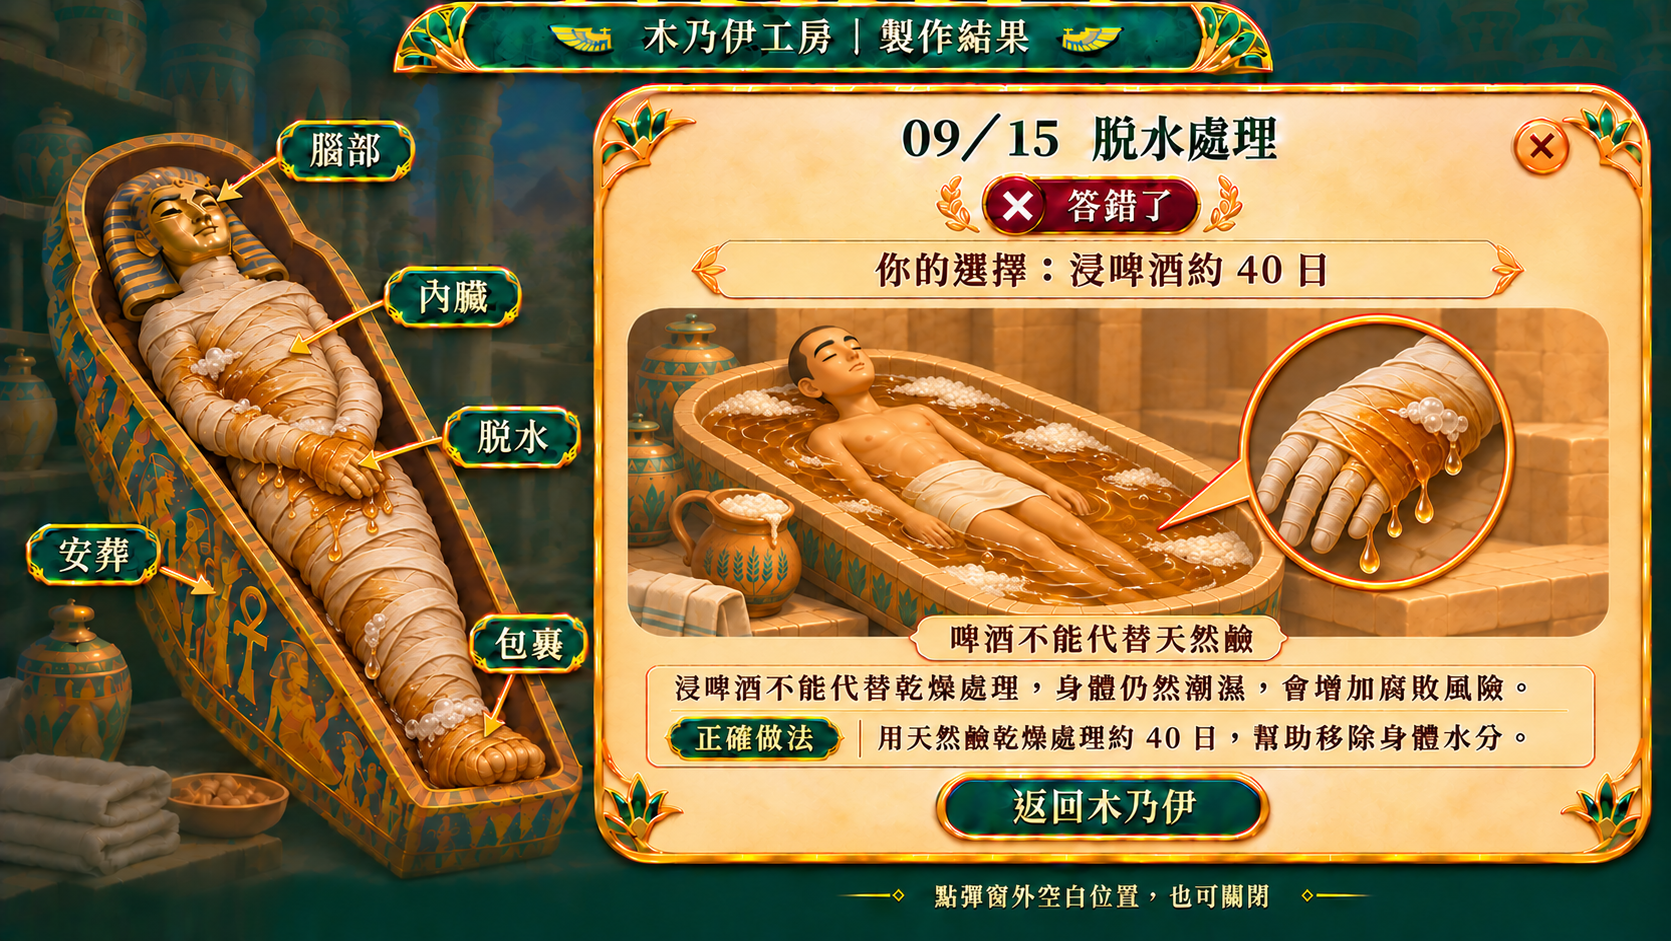 木乃伊工房｜製作結果
腦部
內臟
脫水
安葬
包裹
09／15 脫水處理
答錯了
你的選擇：浸啤酒約 40 日
啤酒不能代替天然鹼
浸啤酒不能代替乾燥處理，身體仍然潮濕，會增加腐敗風險。
正確做法｜用天然鹼乾燥處理約 40 日，幫助移除身體水分。
返回木乃伊
點彈窗外空白位置，也可關閉